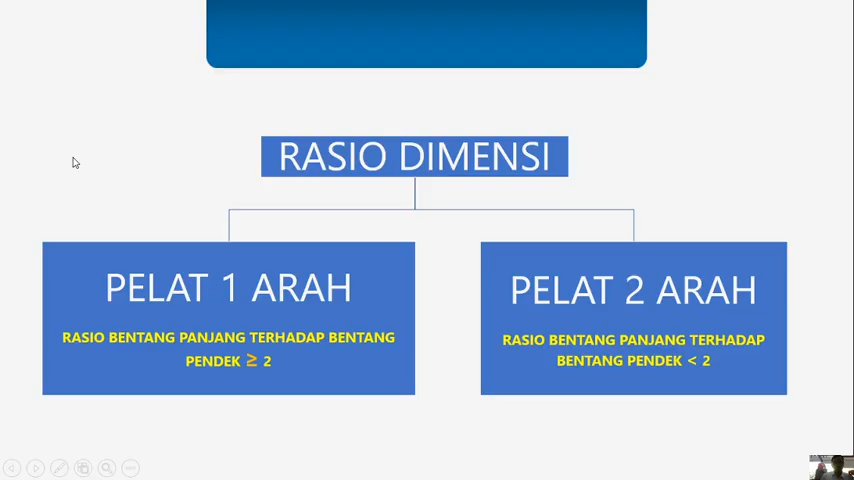 RASIO DIMENSI
PELAT 1 ARAH
RASIO BENTANG PANJANG TERHADAP BENTANG
PENDEK ≥ 2
PELAT 2 ARAH
RASIO BENTANG PANJANG TERHADAP
BENTANG PENDEK < 2